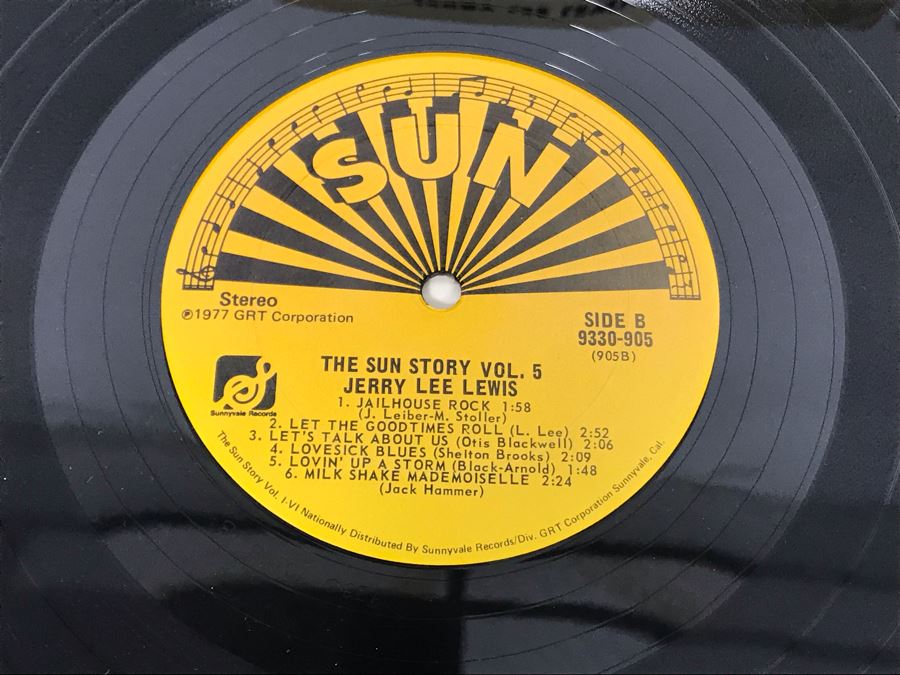 SUN
Stereo
℗1977 GRT Corporation
SIDE B
9330-905
(905B)
Sunnyvale Records
THE SUN STORY VOL. 5
JERRY LEE LEWIS
1. JAILHOUSE ROCK 1:58
(J. Leiber-M. Stoller)
2. LET THE GOODTIMES ROLL (L. Lee) 2:52
3. LET'S TALK ABOUT US (Otis Blackwell) 2:06
4. LOVESICK BLUES (Shelton Brooks) 2:09
5. LOVIN' UP A STORM (Black-Arnold) 1:48
6. MILK SHAKE MADEMOISELLE 2:24
(Jack Hammer)
The Sun Story Vol. I-VI Nationally Distributed By Sunnyvale Records/Div. GRT Corporation Sunnyvale, Cal.